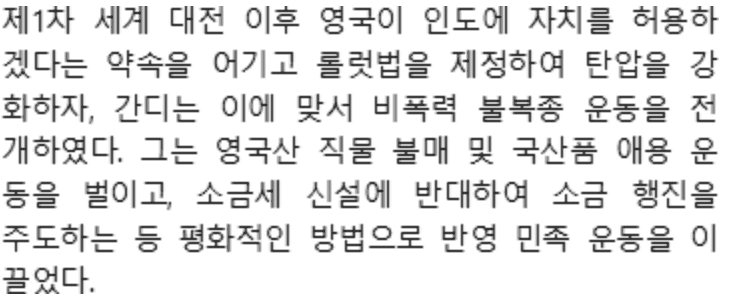 제1차 세계 대전 이후 영국이 인도에 자치를 허용하
겠다는 약속을 어기고 롤럿법을 제정하여 탄압을 강
화하자, 간디는 이에 맞서 비폭력 불복종 운동을 전
개하였다. 그는 영국산 직물 불매 및 국산품 애용 운
동을 벌이고, 소금세 신설에 반대하여 소금 행진을
주도하는 등 평화적인 방법으로 반영 민족 운동을 이
끌었다.